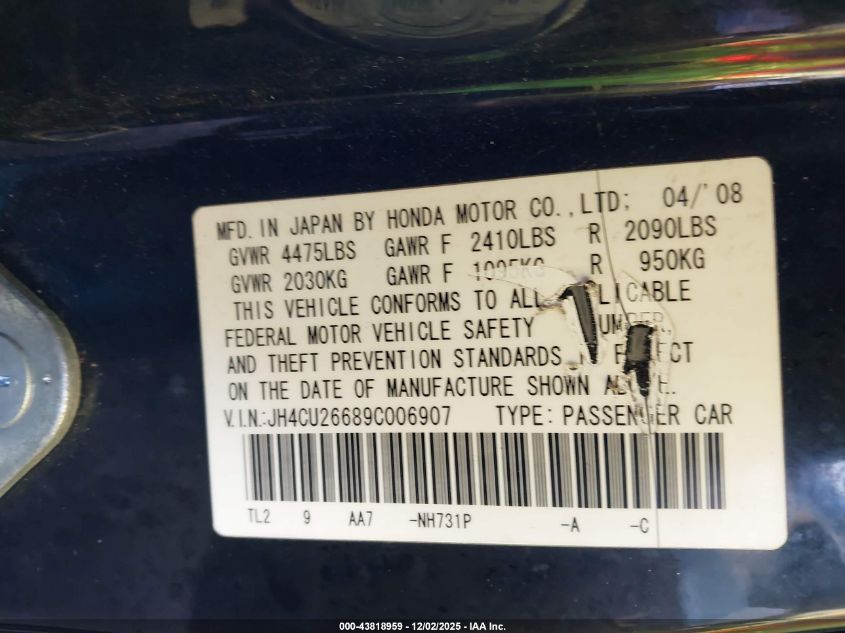 MFD. IN JAPAN BY HONDA MOTOR CO.,LTD: 04/'08
GVWR 4475LBS GAWR F 2410LBS R 2090LBS
GVWR 2030KG GAWR F 1095KG R 950KG
THIS VEHICLE CONFORMS TO ALL
FEDERAL MOTOR VEHICLE SAFETY
AND THEFT PREVENTION STANDARDS
ON THE DATE OF MANUFACTURE SHOWN
V.I.N.:JH4CU26689C006907 TYPE: PASSENGER CAR
TL2 9 AA7 -NH731P -A -C
000-43818959 - 12/02/2025 - IAA Inc.